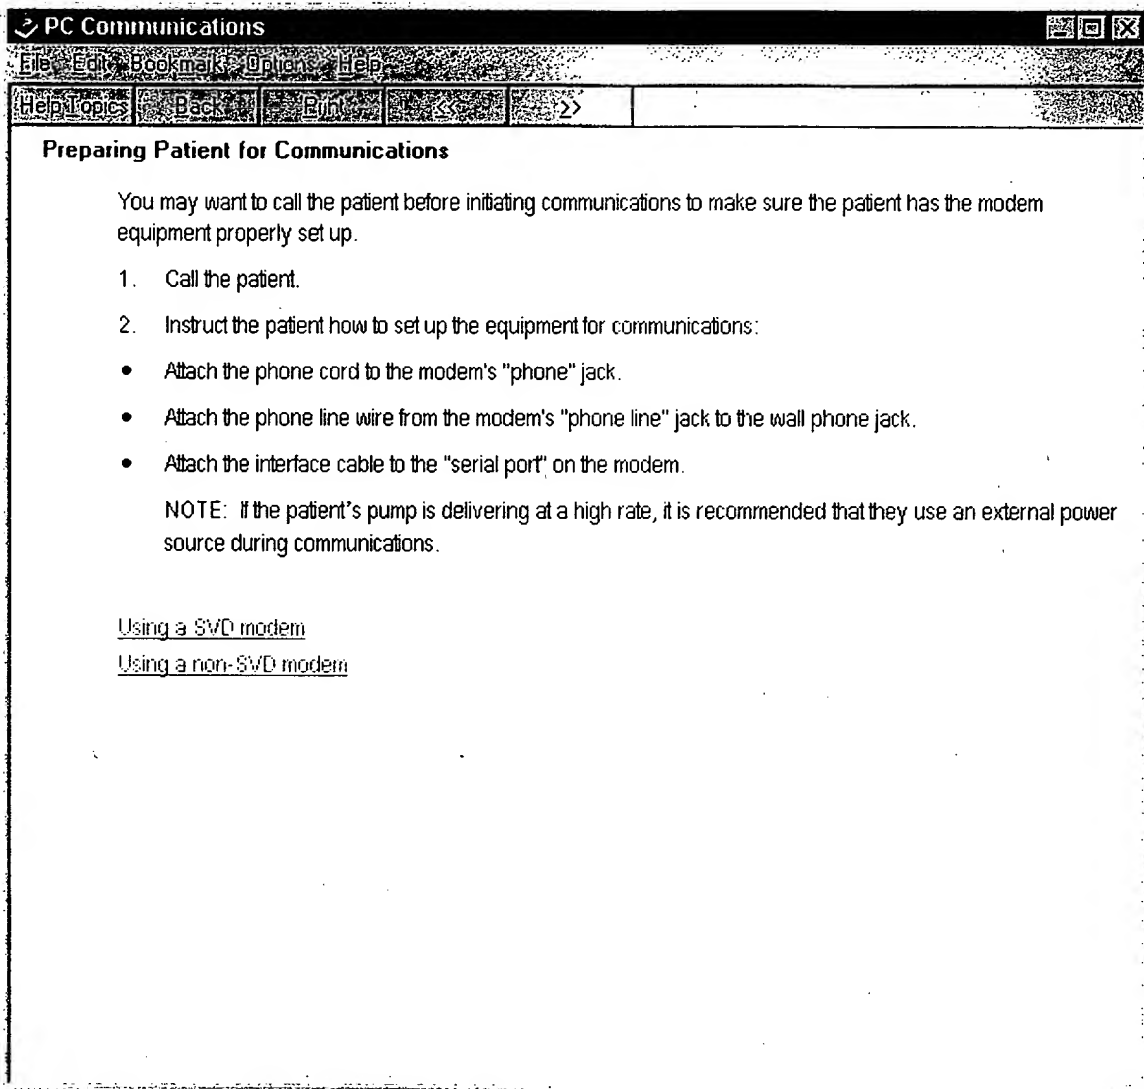 PC Communications
File Edit Bookmark Options Help
Help Topics Back Print << >>
Preparing Patient for Communications
You may want to call the patient before initiating communications to make sure the patient has the modem
equipment properly set up.
1. Call the patient.
2. Instruct the patient how to set up the equipment for communications:
• Attach the phone cord to the modem's "phone" jack.
• Attach the phone line wire from the modem's "phone line" jack to the wall phone jack.
• Attach the interface cable to the "serial port" on the modem.
NOTE: If the patient's pump is delivering at a high rate, it is recommended that they use an external power
source during communications.
Using a SVD modem
Using a non-SVD modem